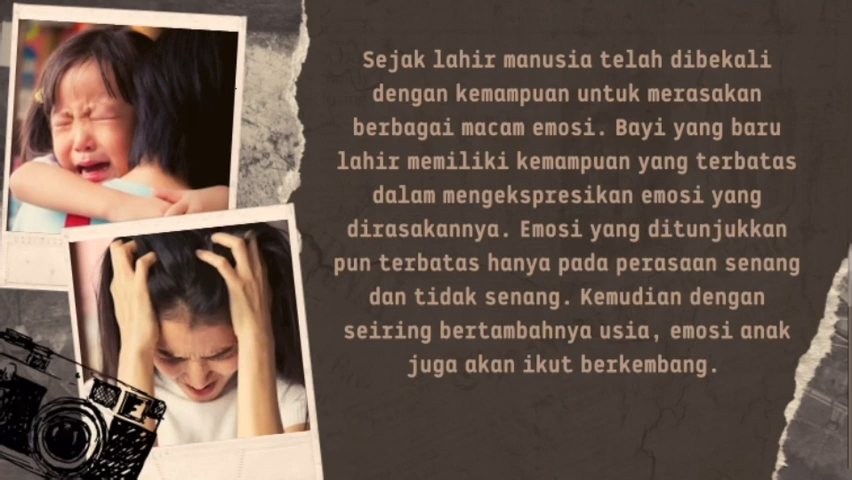 Sejak lahir manusia telah dibekali
dengan kemampuan untuk merasakan
berbagai macam emosi. Bayi yang baru
lahir memiliki kemampuan yang terbatas
dalam mengekspresikan emosi yang
dirasakannya. Emosi yang ditunjukkan
pun terbatas hanya pada perasaan senang
dan tidak senang. Kemudian dengan
seiring bertambahnya usia, emosi anak
juga akan ikut berkembang.